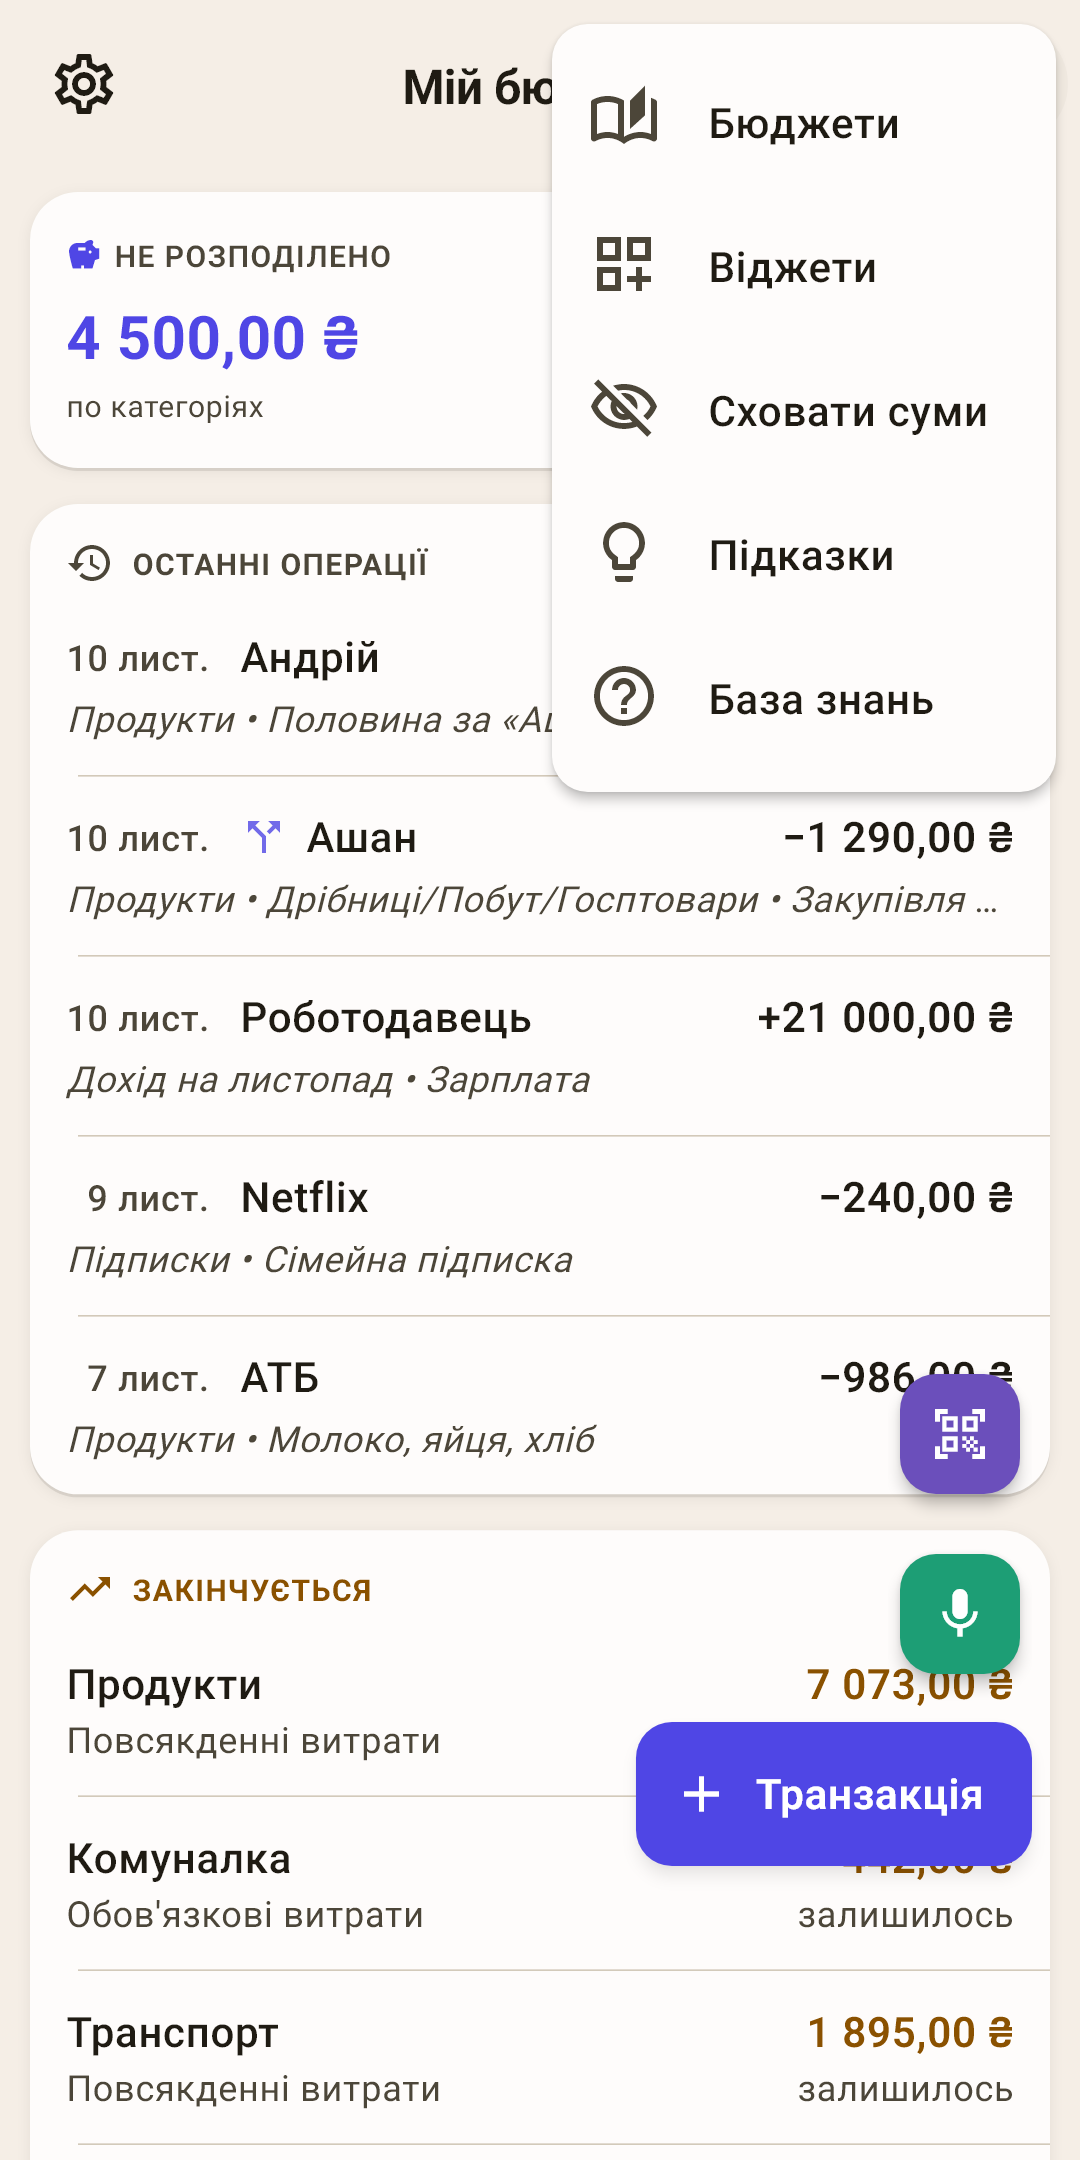 Мій бю
Бюджети
Віджети
Сховати суми
Підказки
База знань
НЕ РОЗПОДІЛЕНО
4 500,00 ₴
по категоріях
ОСТАННІ ОПЕРАЦІЇ
10 лист. Андрій
Продукти • Половина за «Аш
10 лист. Ашан −1 290,00 ₴
Продукти • Дрібниці/Побут/Госптовари • Закупівля ...
10 лист. Роботодавець +21 000,00 ₴
Дохід на листопад • Зарплата
9 лист. Netflix −240,00 ₴
Підписки • Сімейна підписка
7 лист. АТБ −986,00 ₴
Продукти • Молоко, яйця, хліб
ЗАКІНЧУЄТЬСЯ
Продукти 7 073,00 ₴
Повсякденні витрати
Транзакція
Комуналка
Обов'язкові витрати залишилось
Транспорт 1 895,00 ₴
Повсякденні витрати залишилось